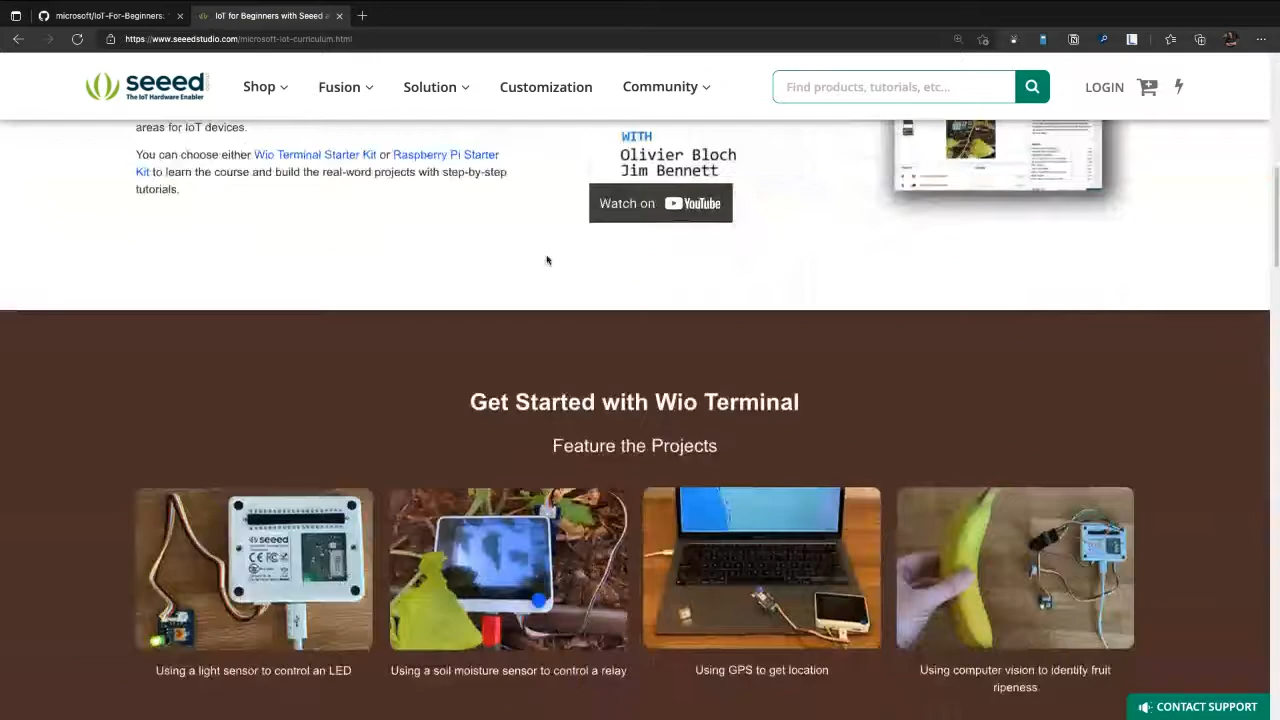 microsoft/IoT-For-Beginners:
IoT for Beginners with Seeed a
https://www.seeedstudio.com/microsoft-iot-curriculum.html
seeed
The IoT Hardware Enabler
Shop
Fusion
Solution
Customization
Community
Find products, tutorials, etc...
LOGIN
areas for IoT devices.
You can choose either Wio Terminal Starter Kit or Raspberry Pi Starter
Kit to learn the course and build the real-word projects with step-by-step
tutorials.
WITH
Olivier Bloch
Jim Bennett
Watch on YouTube
Get Started with Wio Terminal
Feature the Projects
seeed
Using a light sensor to control an LED
Using a soil moisture sensor to control a relay
Using GPS to get location
Using computer vision to identify fruit
ripeness.
CONTACT SUPPORT